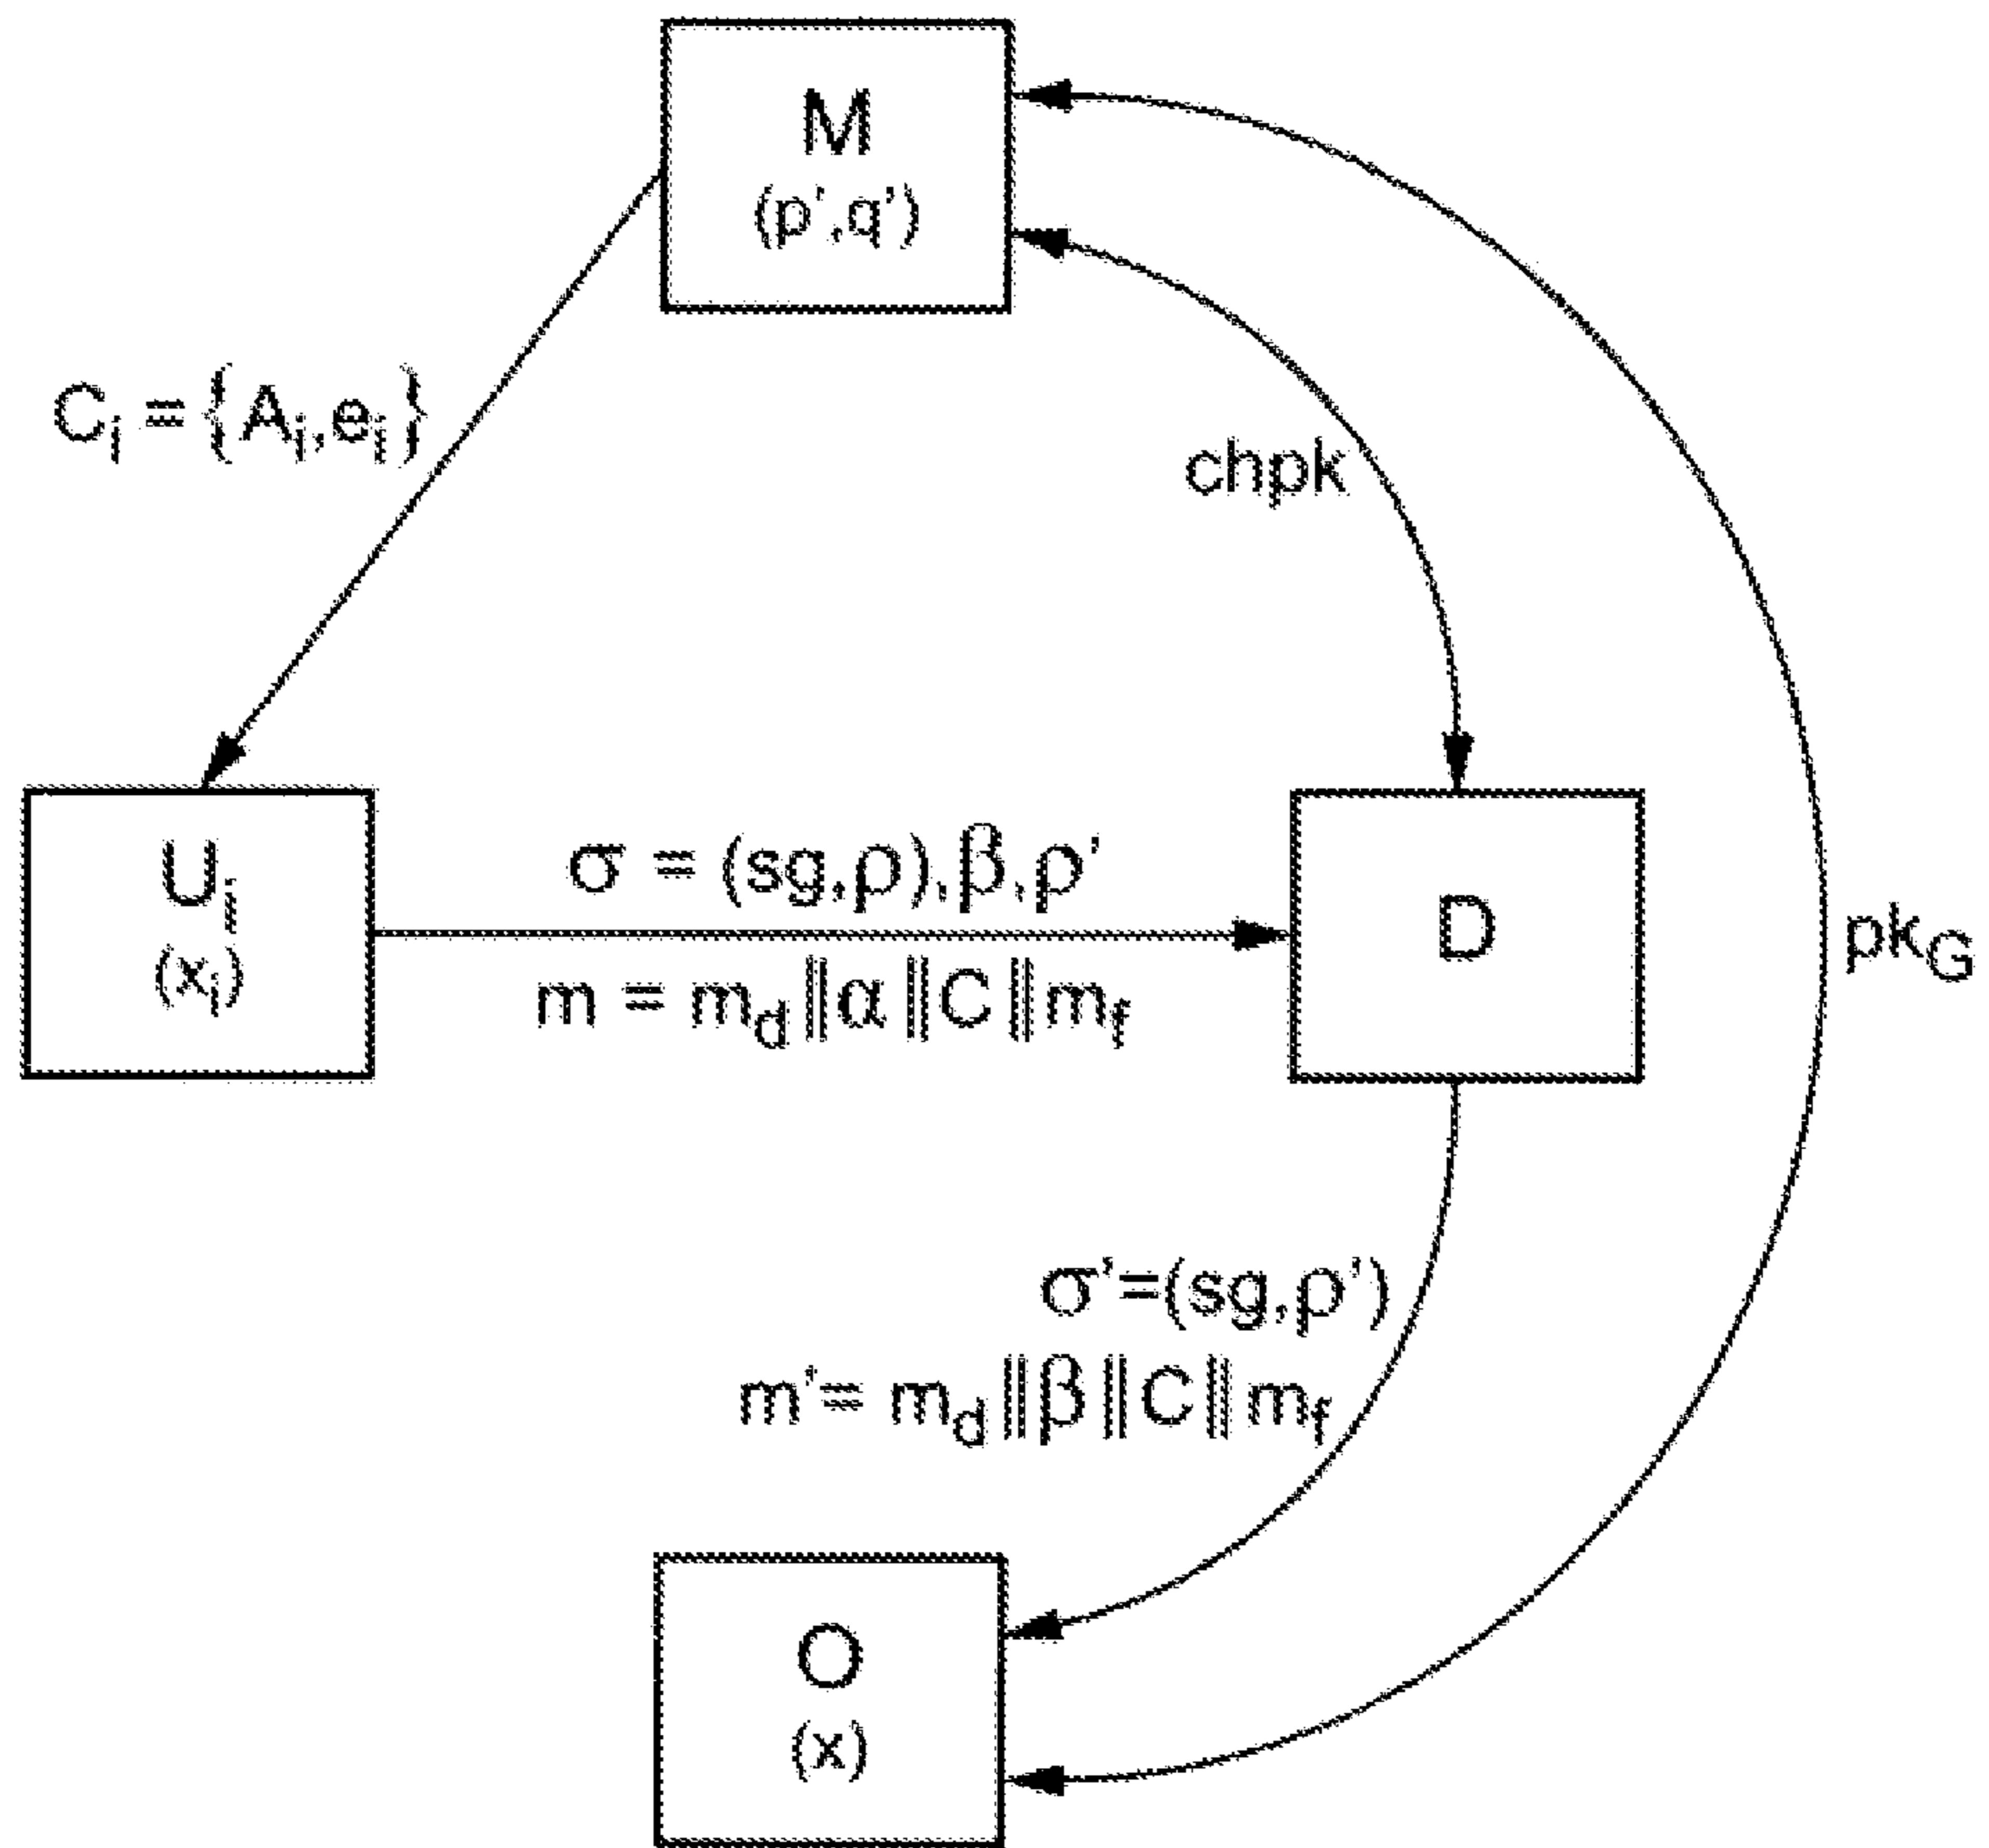 M
(p',q')
C_i = {A_i,e_i}
chpk
U_i
(x_i)
σ = (sg,ρ),β,ρ'
m = m_d‖α‖C‖m_f
D
pk_G
σ'=(sg,ρ')
m'= m_d‖β‖C‖m_f
O
(x)